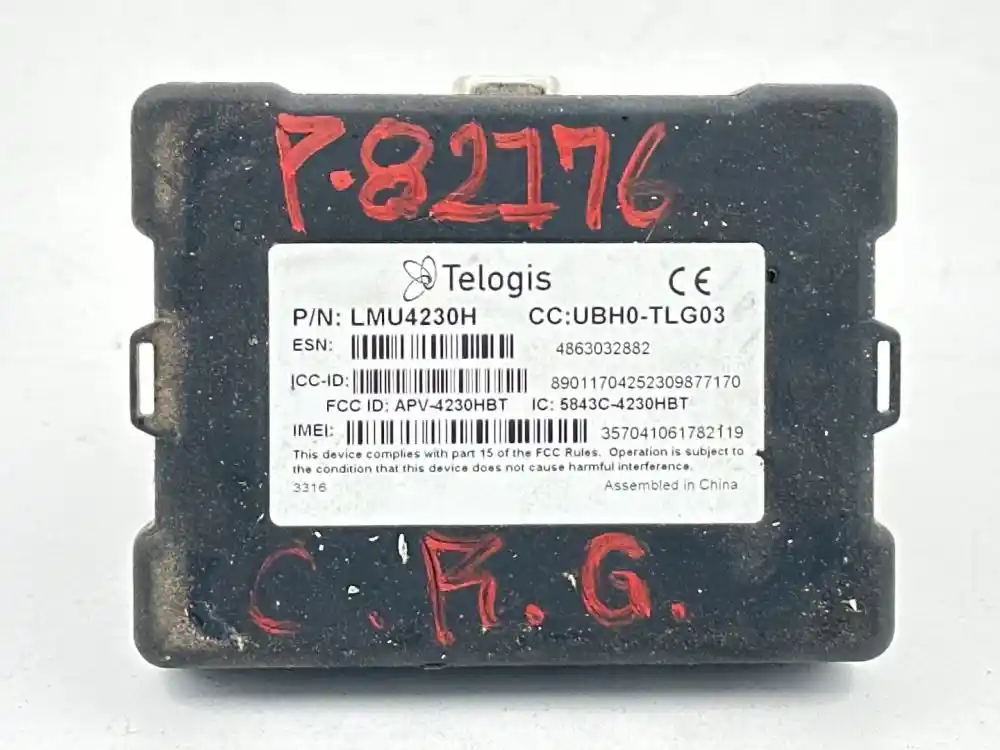 P.82176
Telogis CE
P/N: LMU4230H CC:UBH0-TLG03
ESN: 4863032882
ICC-ID: 89011704252309877170
FCC ID: APV-4230HBT IC: 5843C-4230HBT
IMEI: 357041061782119
This device complies with part 15 of the FCC Rules. Operation is subject to
the condition that this device does not cause harmful interference.
3316 Assembled in China
C.R.G.